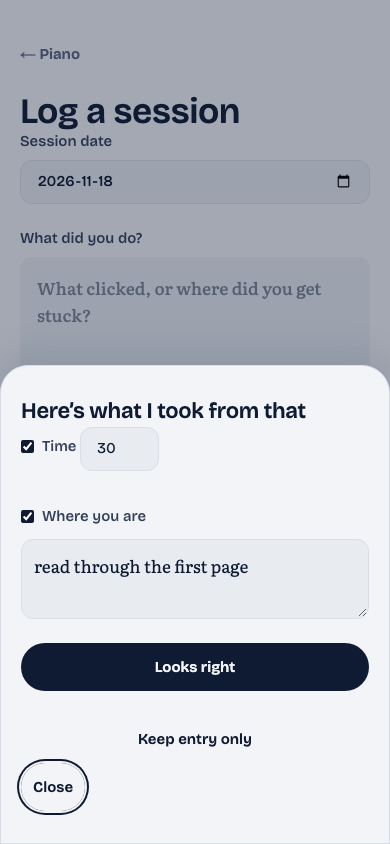 ← Piano
Log a session
Session date
2026-11-18
What did you do?
What clicked, or where did you get
stuck?
Here's what I took from that
Time 30
Where you are
read through the first page
Looks right
Keep entry only
Close